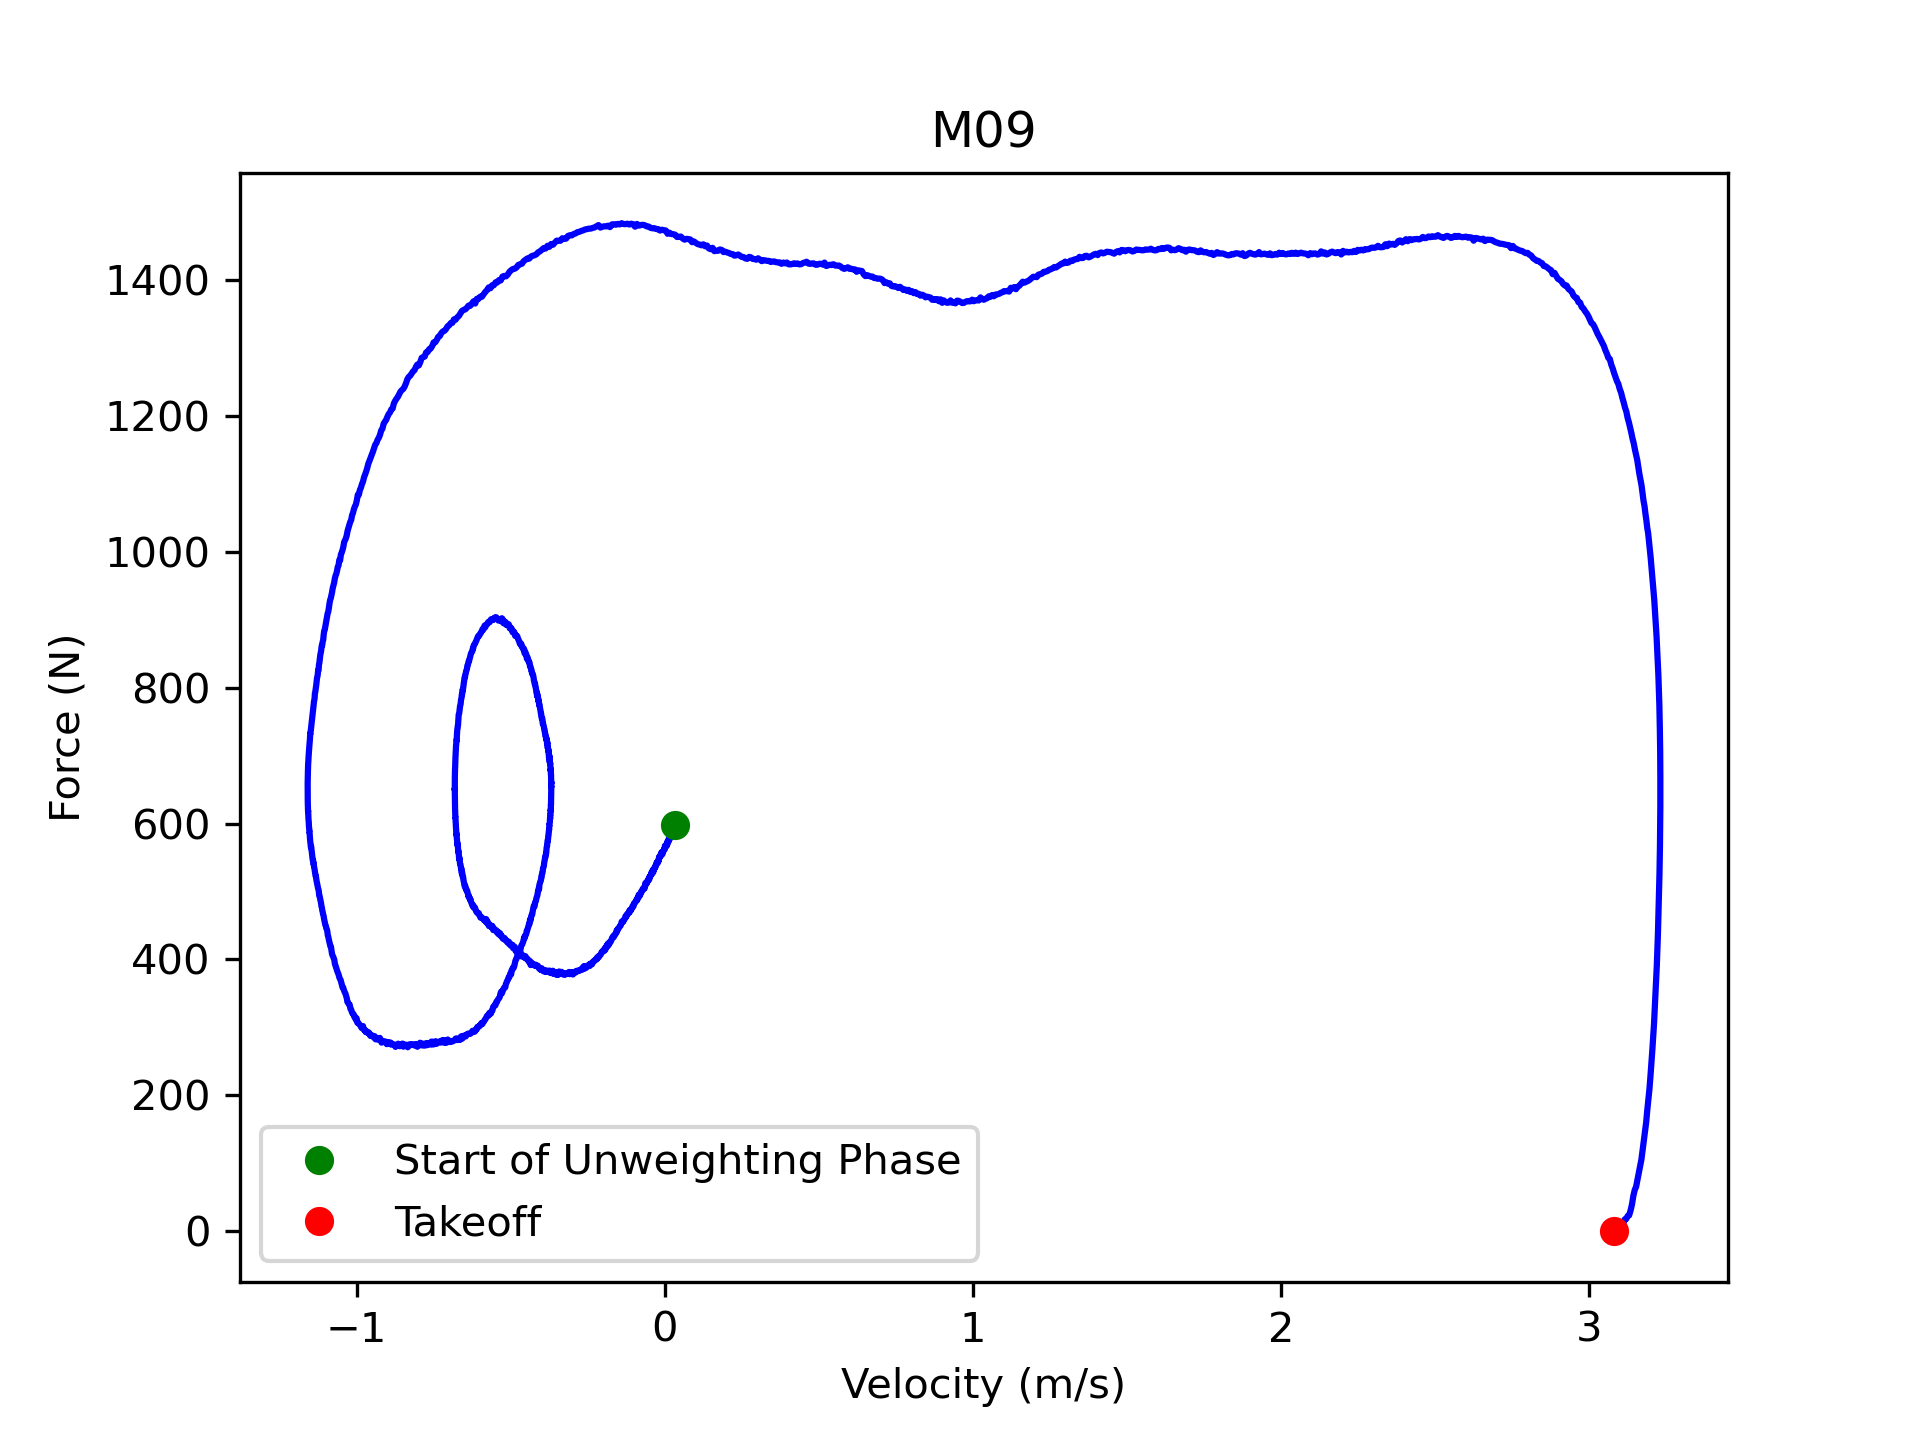 M09
Force (N)
1400
1200
1000
800
600
400
200
0
Start of Unweighting Phase
Takeoff
−1
0
1
2
3
Velocity (m/s)